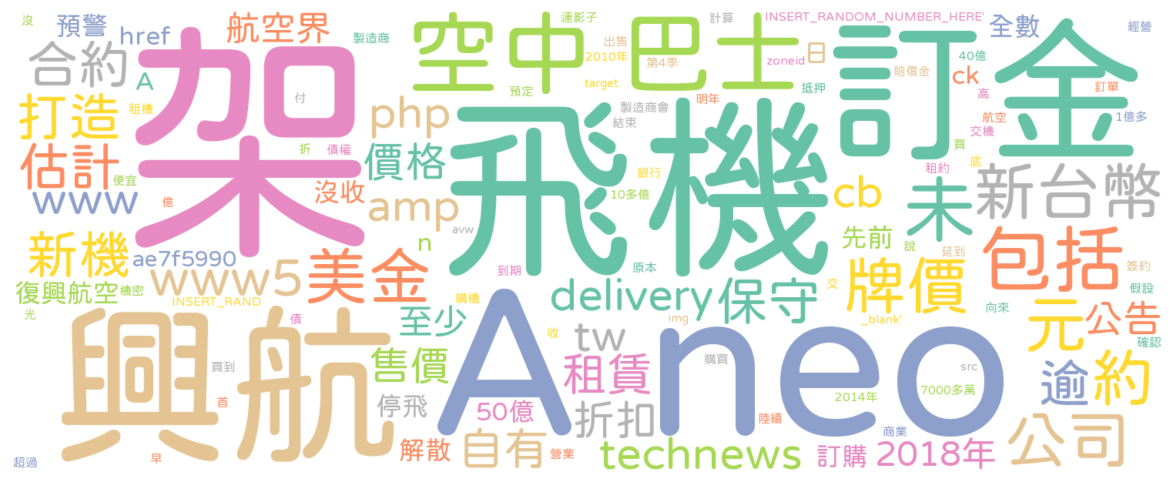 沒
預警
href
航空界
製造商
空中巴士
連影子
出售
2010年
計算
INSERT_RANDOM_NUMBER_HERE'
全數
經營
合約
A
架
第4季
zoneid
日
訂金
40億
ck
賠償金
訂單
打造
租機
付
php
預定
target
製造商會
結束
明年
抵押
高
航空
交機
1億多
估計
便宜
折
債權
價格
飛機
買
底
www
億
沒收
amp
銀行
10多億
cb
未
租約
新台幣
新機
ae7f5990
n
avw
先前
說
延到
包括
簽約
復興航空
機密
www5
美金
到期
原本
交
牌價
假設
INSERT_RAND
購機
delivery
保守
_blank'
向來
光
債
至少
img
元
公告
確認
興航
A
neo
收
tw
售價
租賃
購買
src
逾
約
買到
首
停飛
50億
折扣
2014年
7000多萬
陸續
商業
公司
超過
早
解散
自有
營業
technews
訂購
2018年